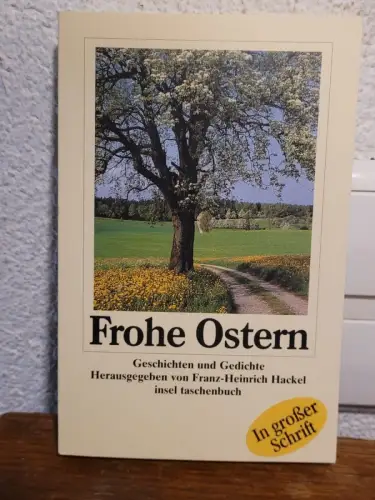 Frohe Ostern
Geschichten und Gedichte
Herausgegeben von Franz-Heinrich Hackel
insel taschenbuch
In großer
Schrift